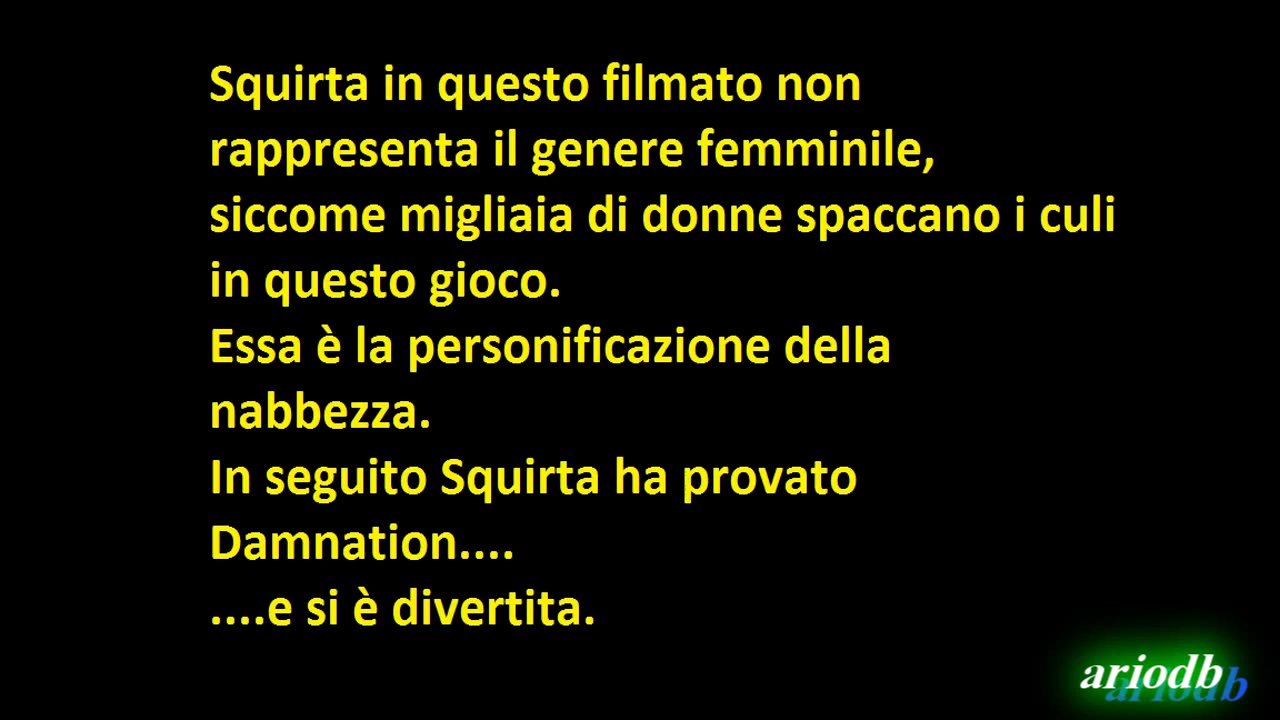 Squirta in questo filmato non
rappresenta il genere femminile,
siccome migliaia di donne spaccano i culi
in questo gioco.
Essa è la personificazione della
nabbezza.
In seguito Squirta ha provato
Damnation....
....e si è divertita.
ariodb